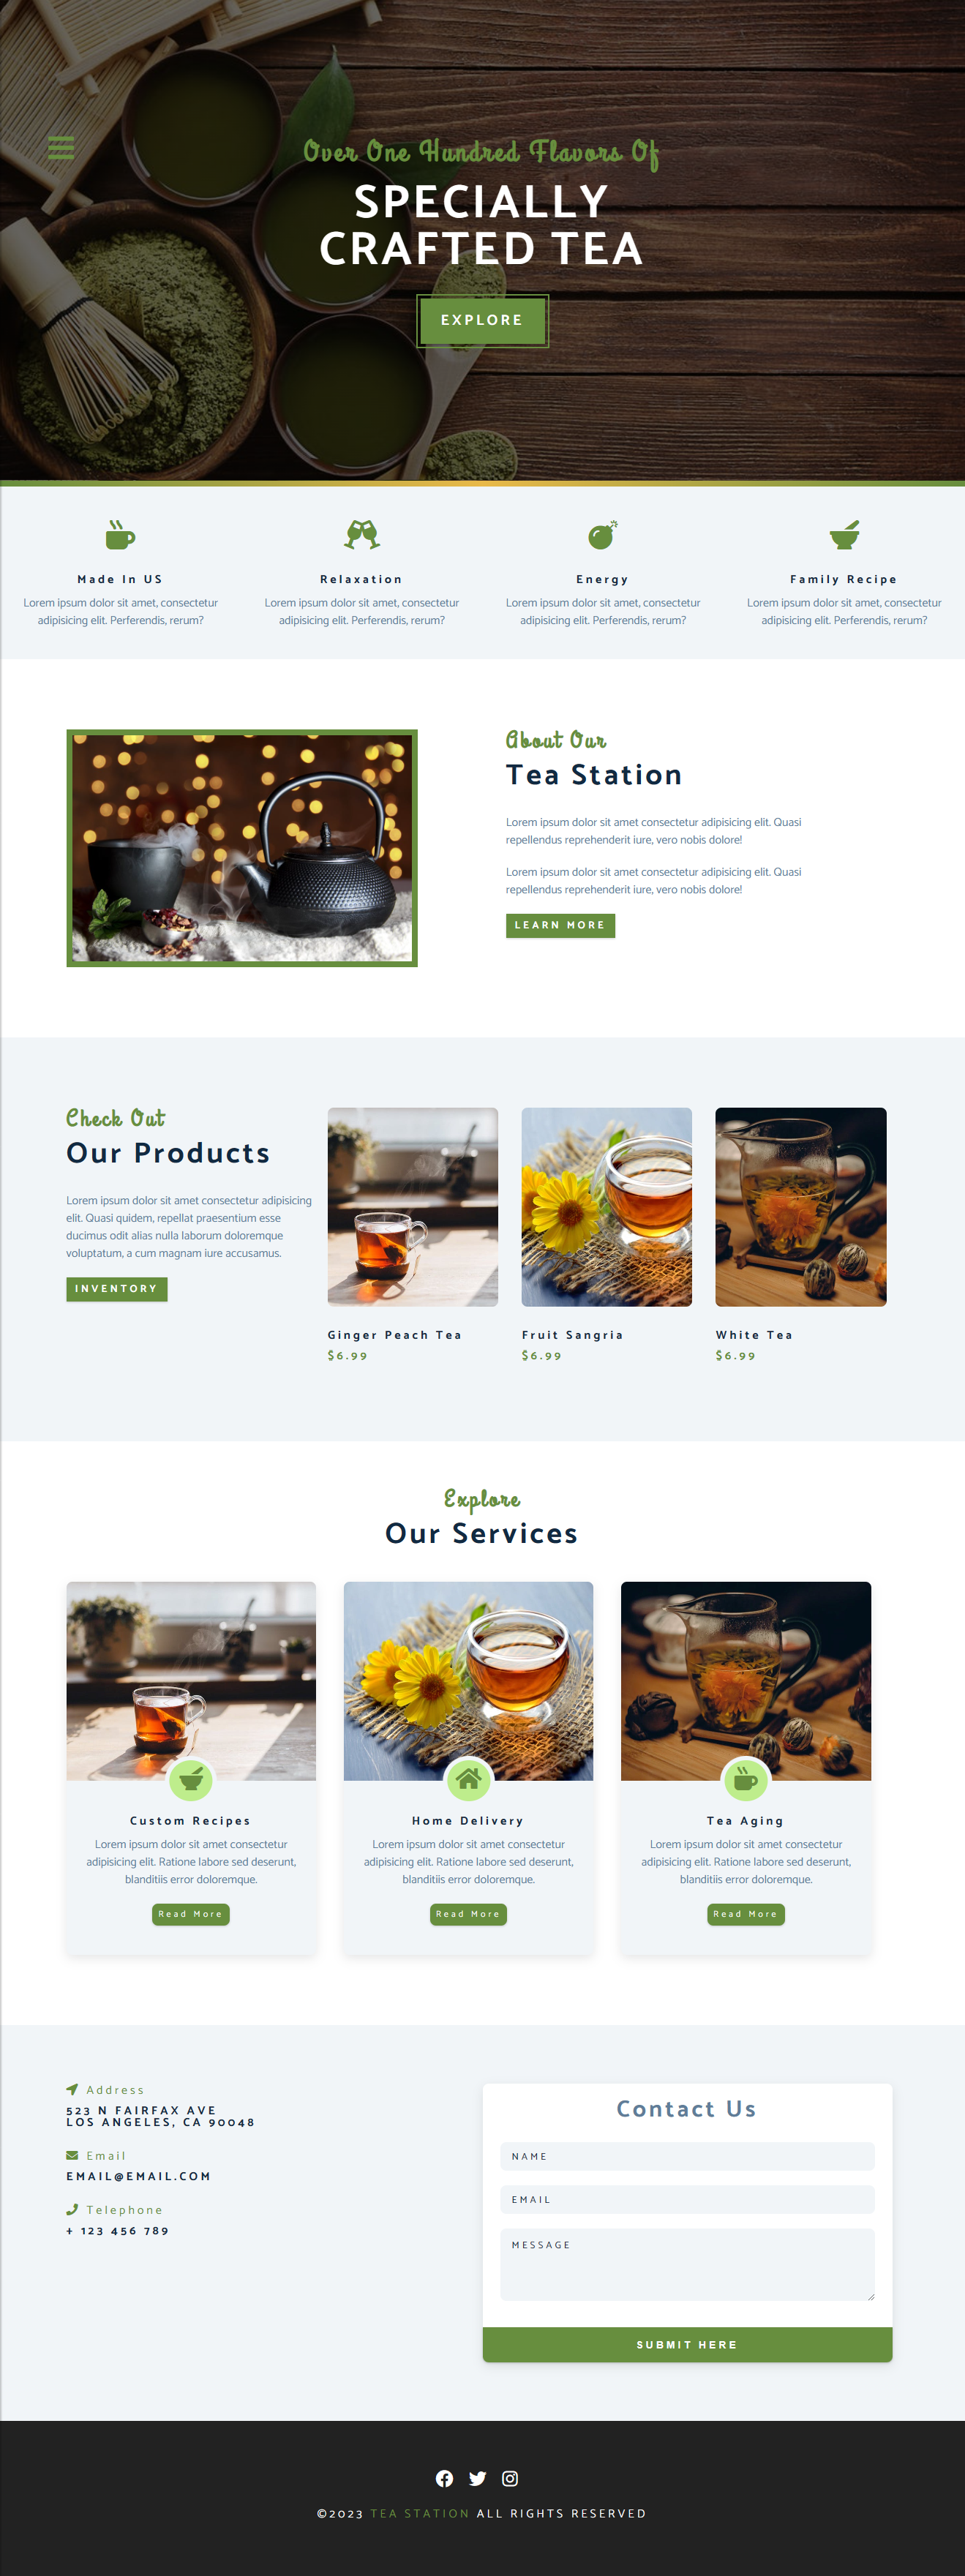 Over One Hundred Flavors Of
SPECIALLY
CRAFTED TEA
EXPLORE
Made In US
Lorem ipsum dolor sit amet, consectetur
adipisicing elit. Perferendis, rerum?
Relaxation
Lorem ipsum dolor sit amet, consectetur
adipisicing elit. Perferendis, rerum?
Energy
Lorem ipsum dolor sit amet, consectetur
adipisicing elit. Perferendis, rerum?
Family Recipe
Lorem ipsum dolor sit amet, consectetur
adipisicing elit. Perferendis, rerum?
About Our
Tea Station
Lorem ipsum dolor sit amet consectetur adipisicing elit. Quasi
repellendus reprehenderit iure, vero nobis dolore!
Lorem ipsum dolor sit amet consectetur adipisicing elit. Quasi
repellendus reprehenderit iure, vero nobis dolore!
LEARN MORE
Check Out
Our Products
Lorem ipsum dolor sit amet consectetur adipisicing
elit. Quasi quidem, repellat praesentium esse
ducimus odit alias nulla laborum doloremque
voluptatum, a cum magnam iure accusamus.
INVENTORY
Ginger Peach Tea
$6.99
Fruit Sangria
$6.99
White Tea
$6.99
Explore
Our Services
Custom Recipes
Lorem ipsum dolor sit amet consectetur
adipisicing elit. Ratione labore sed deserunt,
blanditiis error doloremque.
Read More
Home Delivery
Lorem ipsum dolor sit amet consectetur
adipisicing elit. Ratione labore sed deserunt,
blanditiis error doloremque.
Read More
Tea Aging
Lorem ipsum dolor sit amet consectetur
adipisicing elit. Ratione labore sed deserunt,
blanditiis error doloremque.
Read More
Address
523 N FAIRFAX AVE
LOS ANGELES, CA 90048
Email
EMAIL@EMAIL.COM
Telephone
+ 123 456 789
Contact Us
NAME
EMAIL
MESSAGE
SUBMIT HERE
©2023 TEA STATION ALL RIGHTS RESERVED